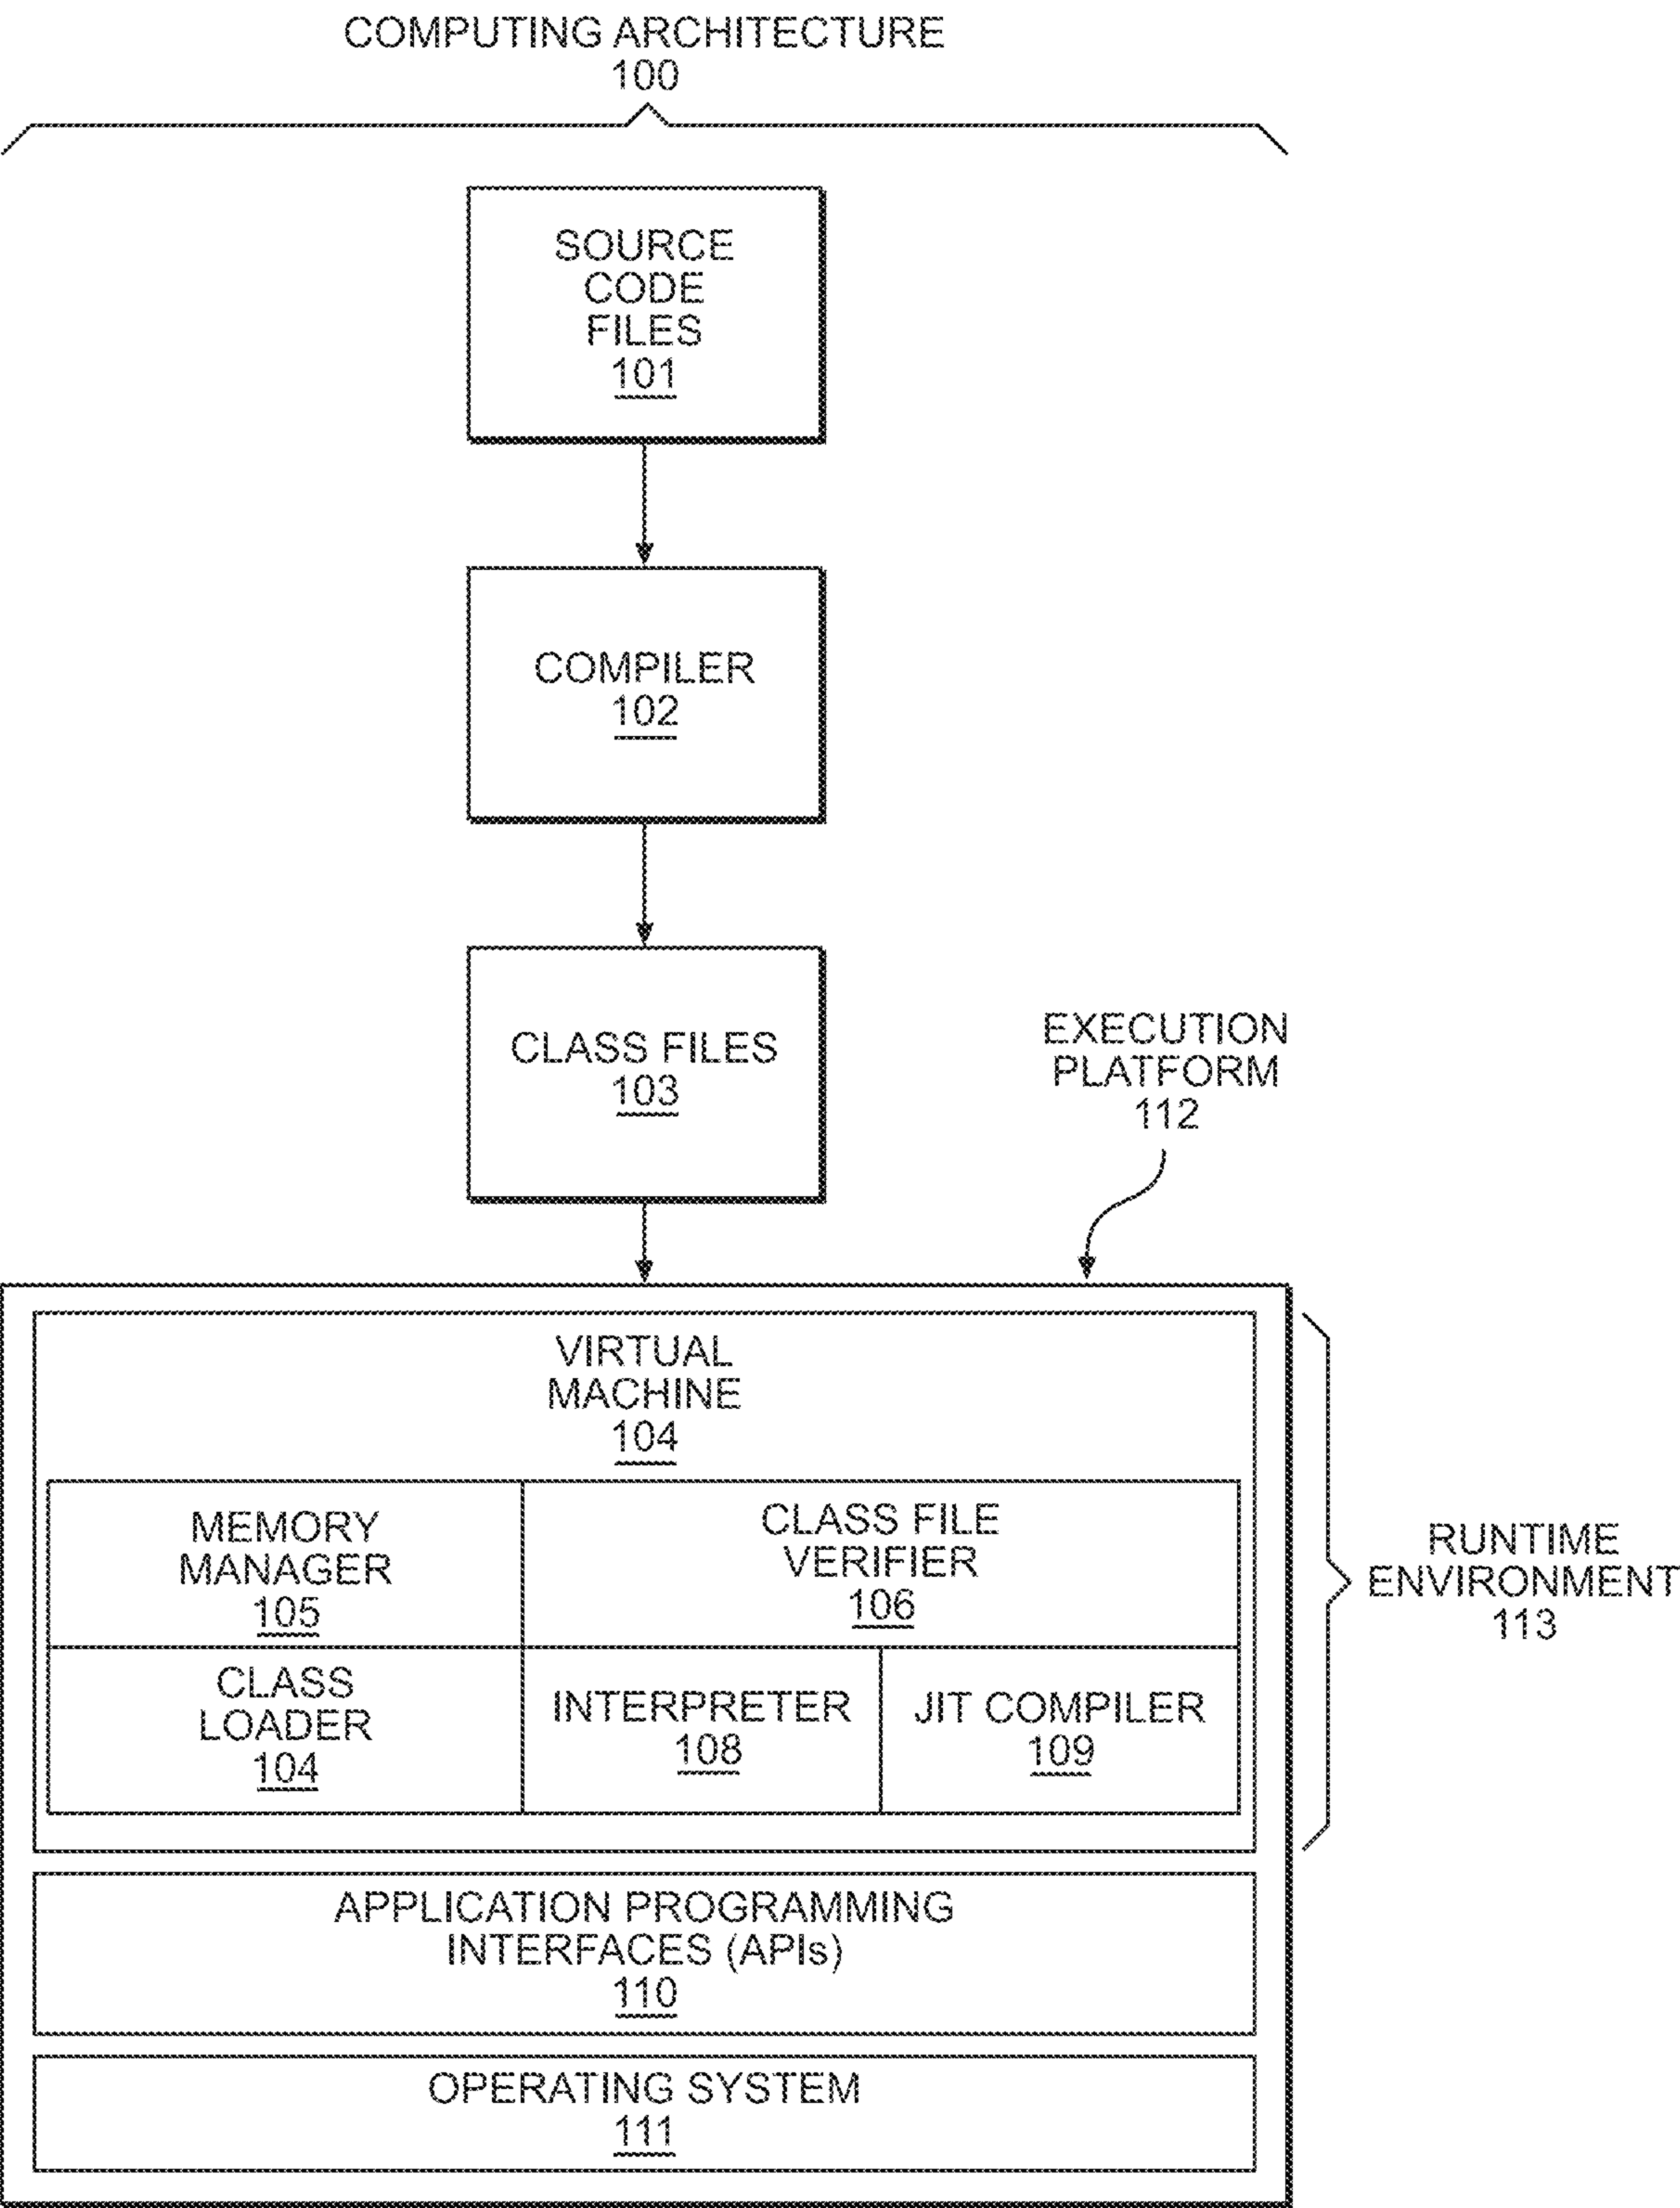 COMPUTING ARCHITECTURE
100
SOURCE
CODE
FILES
101
COMPILER
102
CLASS FILES
103
EXECUTION
PLATFORM
112
VIRTUAL
MACHINE
104
MEMORY
MANAGER
105
CLASS FILE
VERIFIER
106
CLASS
LOADER
104
INTERPRETER
108
JIT COMPILER
109
RUNTIME
ENVIRONMENT
113
APPLICATION PROGRAMMING
INTERFACES (APIs)
110
OPERATING SYSTEM
111